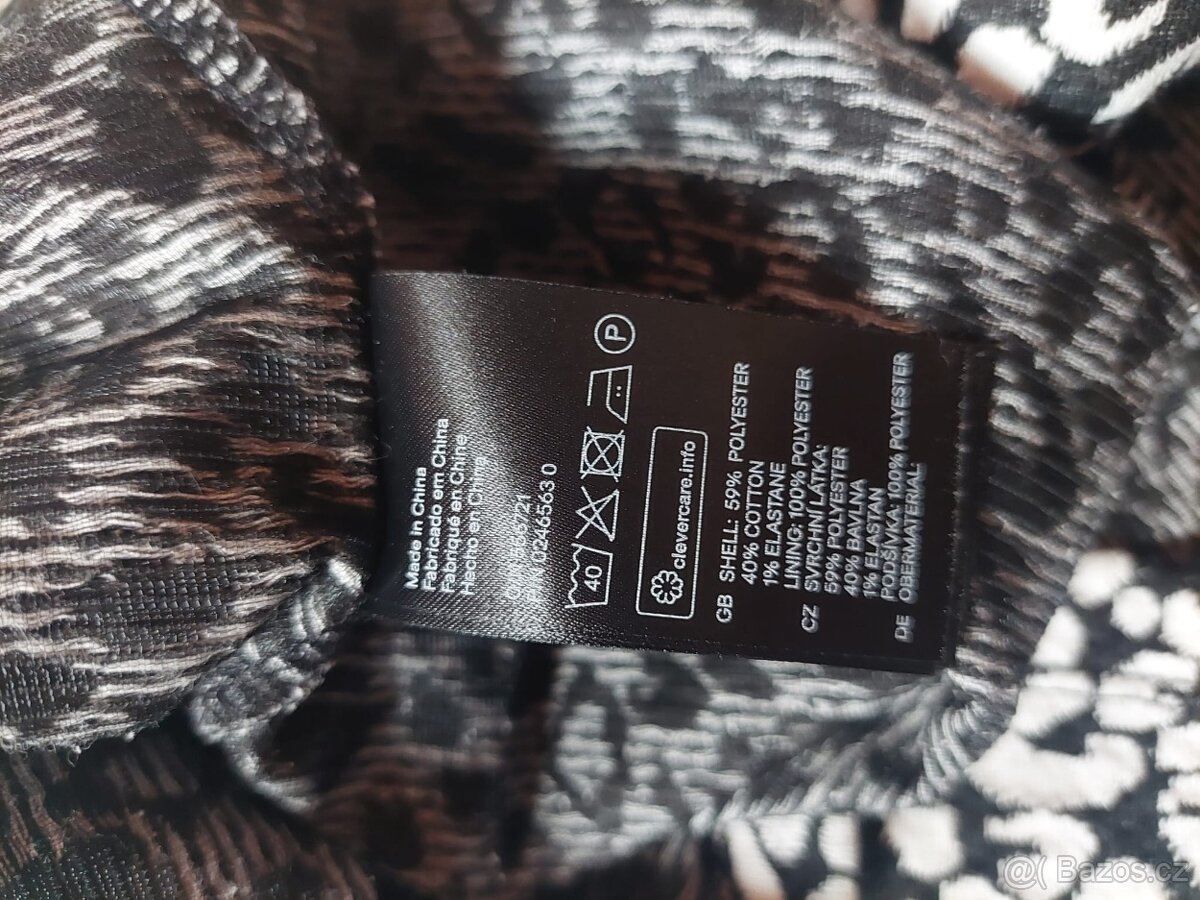 Made in China
Fabricado em China
Fabriqué en Chine
Hecho en China
02465630
40
P
clevercare.info
GB SHELL: 59% POLYESTER
40% COTTON
1% ELASTANE
LINING: 100% POLYESTER
CZ SVRCHNÍ LÁTKA:
59% POLYESTER
40% BAVLNA
1% ELASTAN
PODŠÍVKA: 100% POLYESTER
DE OBERMATERIAL:
Bazos.cz